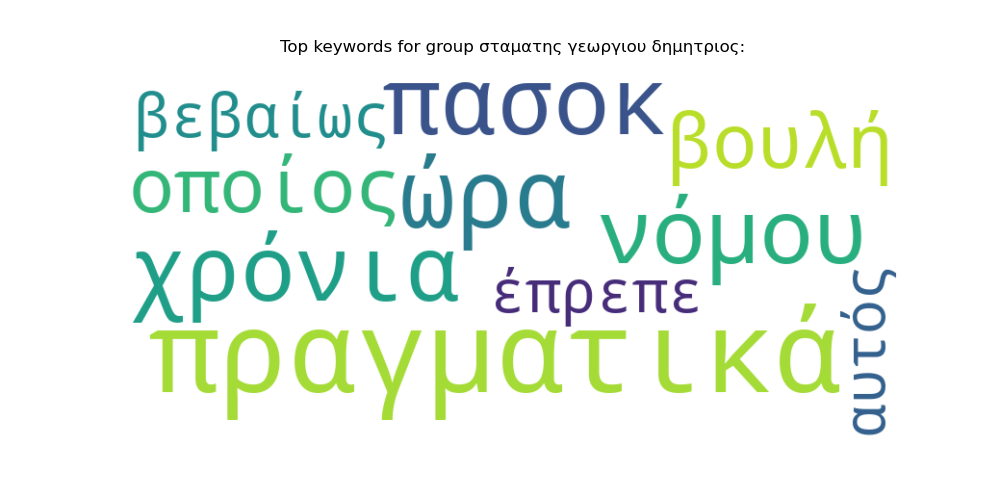 Top keywords for group σταματης γεωργιου δημητριος:
βεβαίως
πασοκ
βουλή
οποίος
ώρα
νόμου
χρόνια
έπρεπε
πραγματικά
αυτός